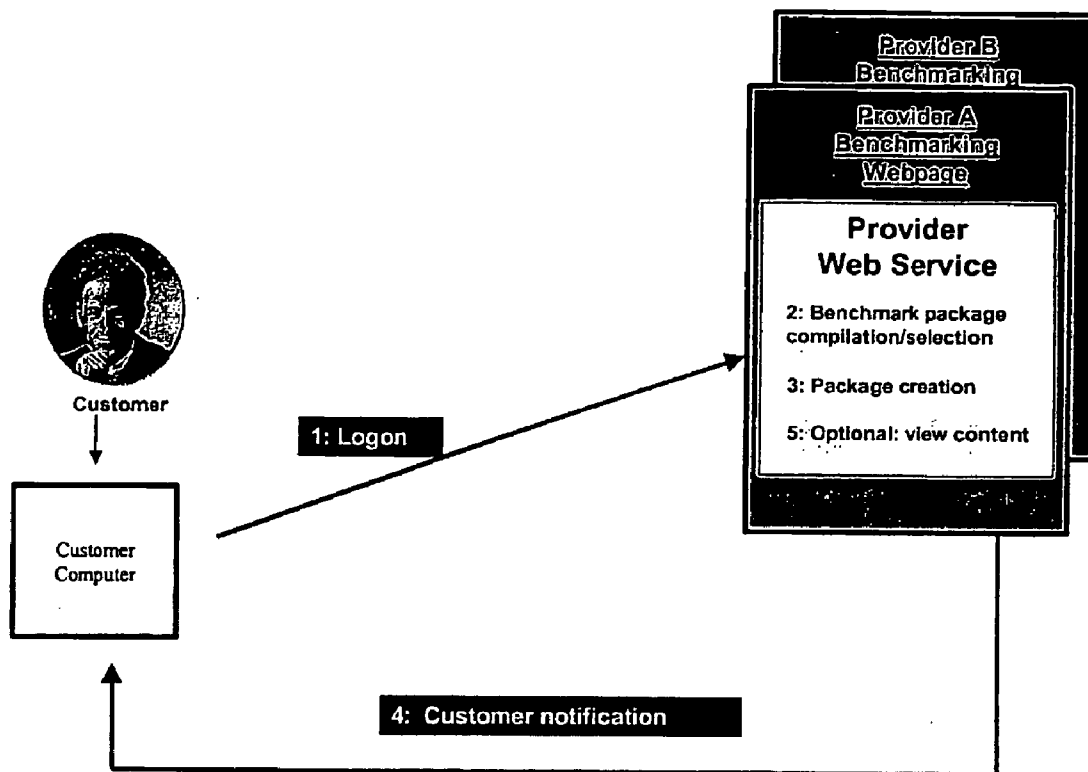 Provider B
Benchmarking
Provider A
Benchmarking
Webpage
Provider
Web Service
2: Benchmark package
compilation/selection
3: Package creation
5: Optional: view content
Customer
1: Logon
Customer
Computer
4: Customer notification